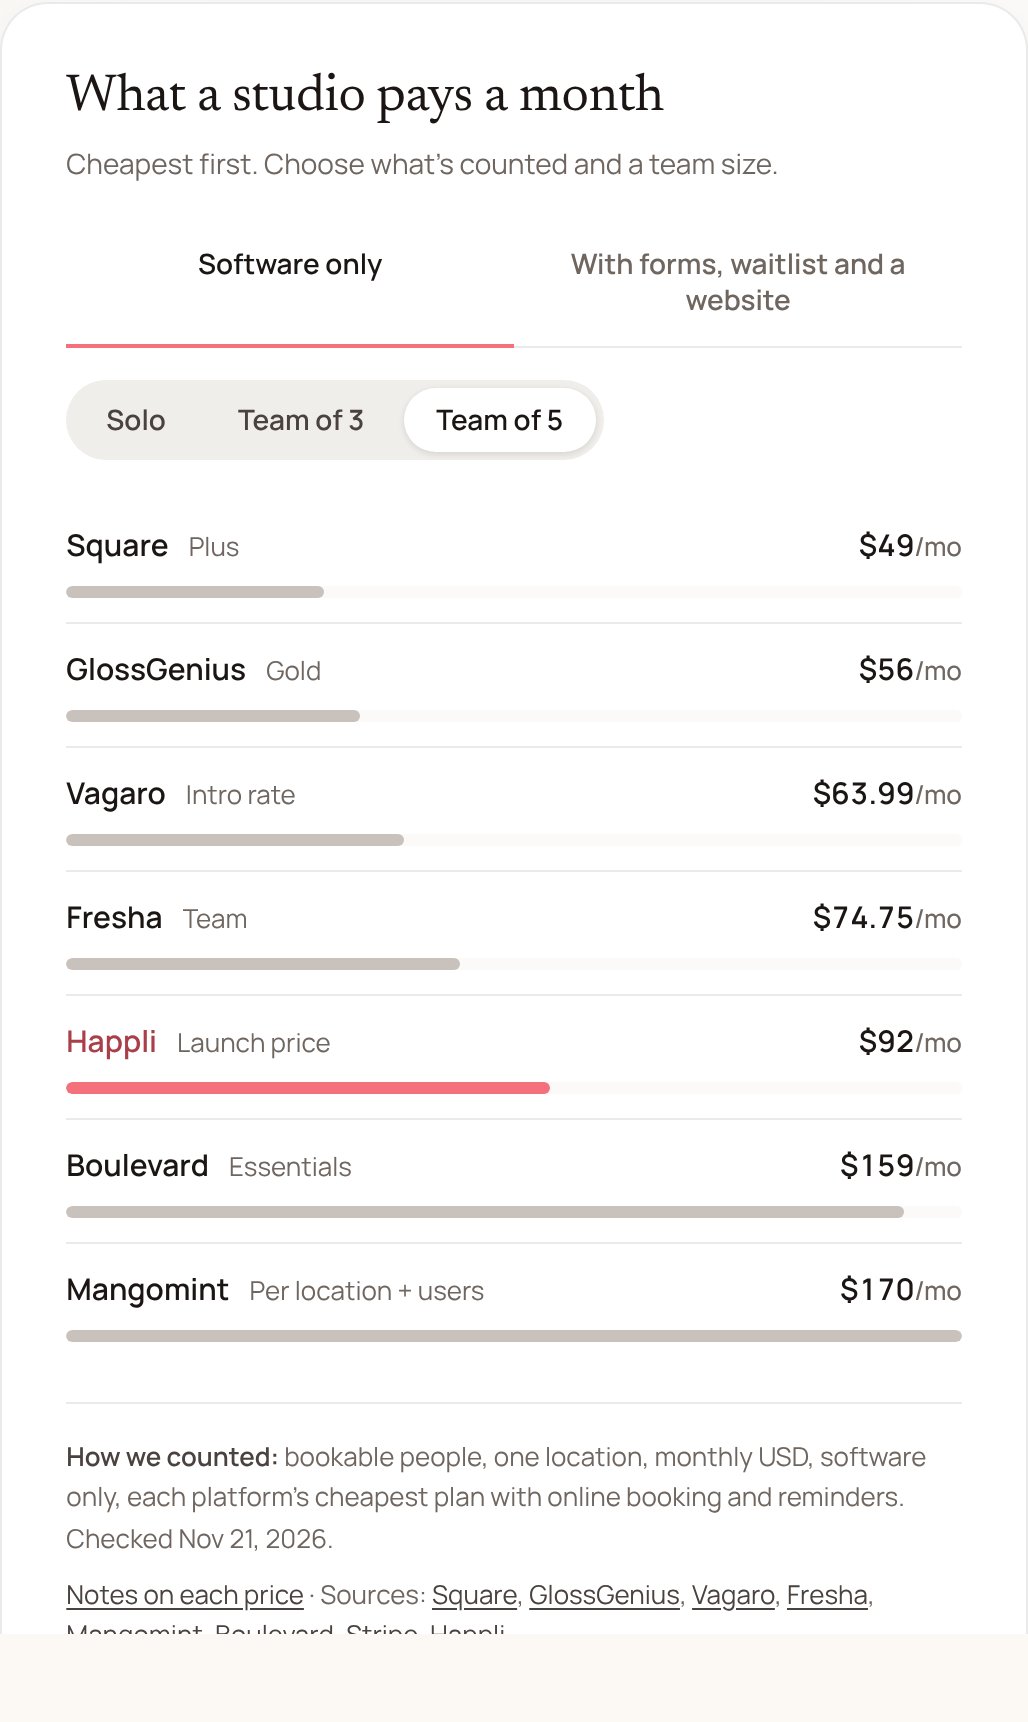 What a studio pays a month
Cheapest first. Choose what's counted and a team size.
Software only
With forms, waitlist and a
website
Solo
Team of 3
Team of 5
Square Plus $49/mo
GlossGenius Gold $56/mo
Vagaro Intro rate $63.99/mo
Fresha Team $74.75/mo
Happli Launch price $92/mo
Boulevard Essentials $159/mo
Mangomint Per location + users $170/mo
How we counted: bookable people, one location, monthly USD, software
only, each platform's cheapest plan with online booking and reminders.
Checked Nov 21, 2026.
Notes on each price · Sources: Square, GlossGenius, Vagaro, Fresha,
Mangomint, Boulevard, Stripe, Happli